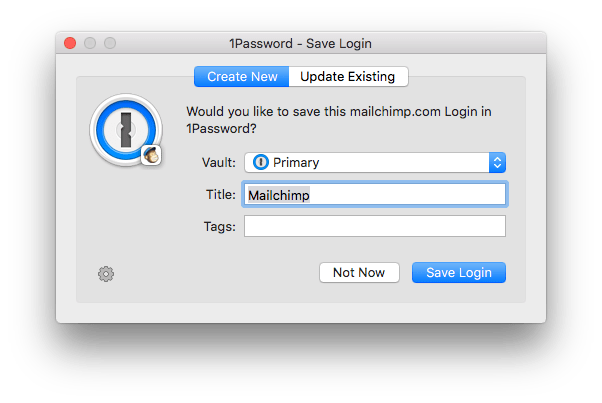 1Password - Save Login
Create New Update Existing
Would you like to save this mailchimp.com Login in
1Password?
Vault: Primary
Title: Mailchimp
Tags:
Not Now Save Login